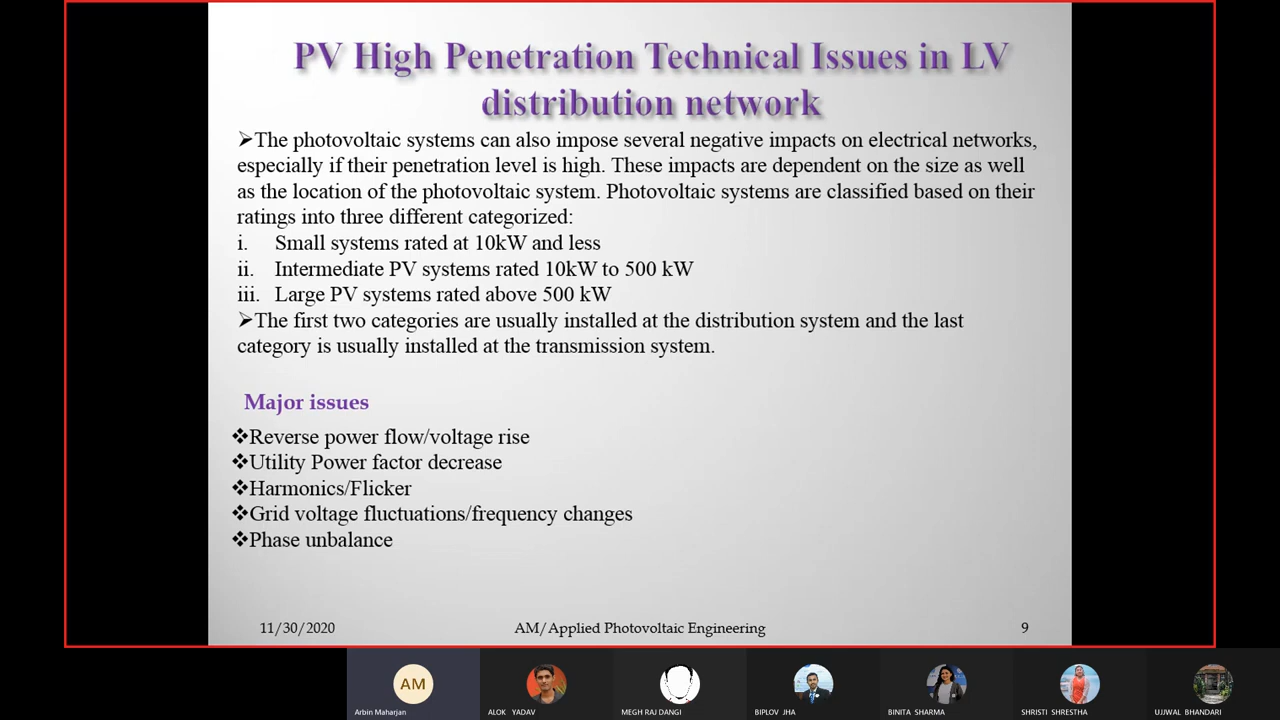 PV High Penetration Technical Issues in LV
distribution network
➢The photovoltaic systems can also impose several negative impacts on electrical networks,
especially if their penetration level is high. These impacts are dependent on the size as well
as the location of the photovoltaic system. Photovoltaic systems are classified based on their
ratings into three different categorized:
i. Small systems rated at 10kW and less
ii. Intermediate PV systems rated 10kW to 500 kW
iii. Large PV systems rated above 500 kW
➢The first two categories are usually installed at the distribution system and the last
category is usually installed at the transmission system.
Major issues
❖Reverse power flow/voltage rise
❖Utility Power factor decrease
❖Harmonics/Flicker
❖Grid voltage fluctuations/frequency changes
❖Phase unbalance
11/30/2020 AM/Applied Photovoltaic Engineering 9
AM
Arbin Maharjan ALOK YADAV MEGH RAJ DANGI BIPLOV JHA BINITA SHARMA SHRISTI SHRESTHA UJJWAL BHANDARI